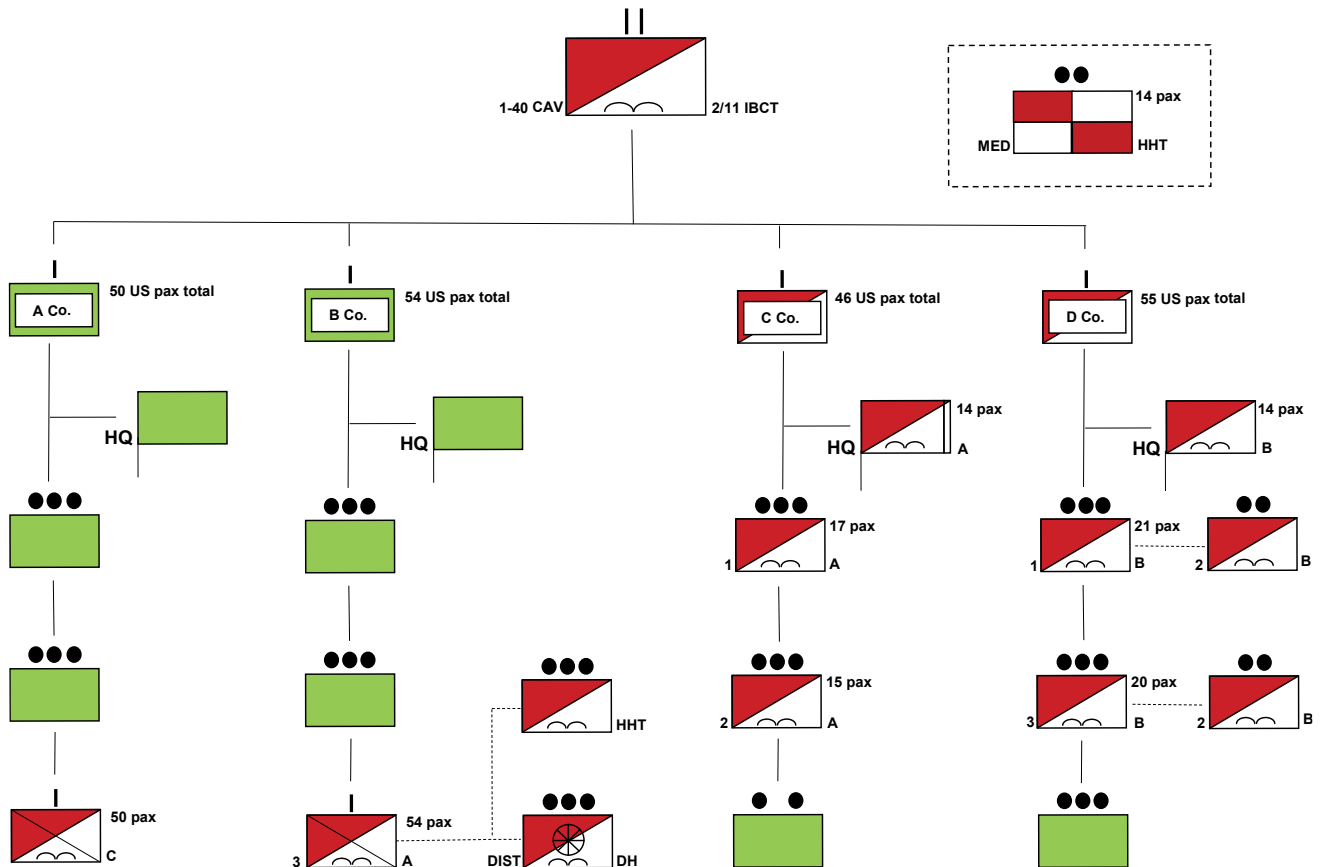 1-40 CAV
2/11 IBCT
14 pax
MED
HHT
A Co.
50 US pax total
B Co.
54 US pax total
C Co.
46 US pax total
D Co.
55 US pax total
HQ
HQ
HQ
14 pax
A
HQ
14 pax
B
17 pax
1
A
21 pax
1
B
2
B
HHT
15 pax
2
A
20 pax
3
B
2
B
50 pax
C
54 pax
3
A
DIST
DH